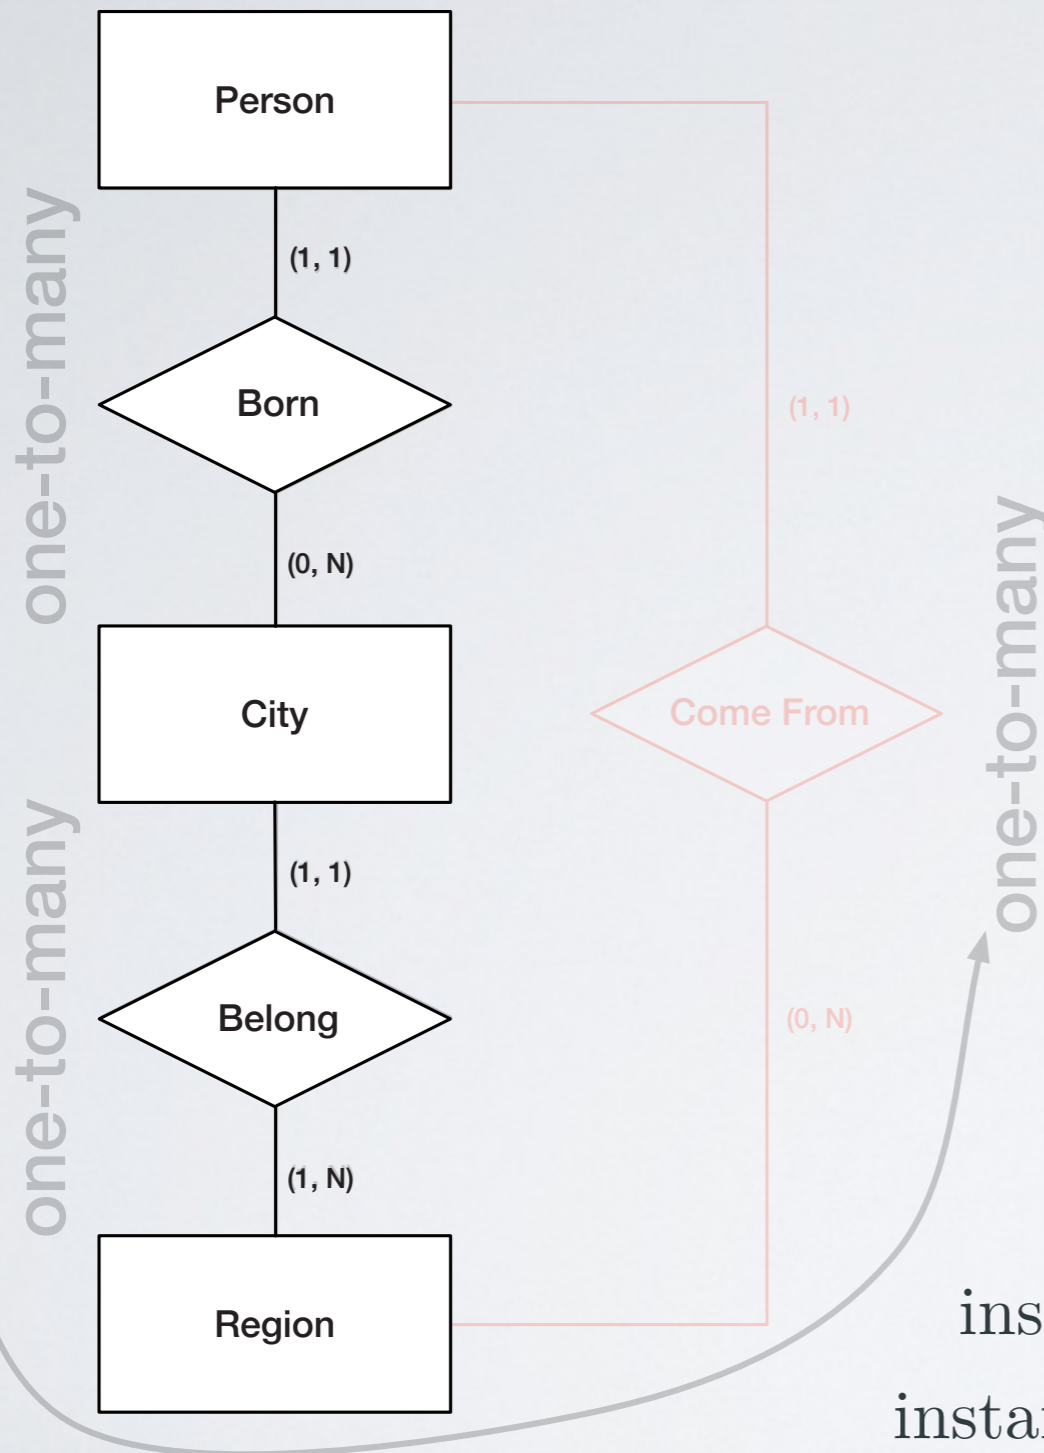 Person
(1, 1)
one-to-many
Born
(1, 1)
(0, N)
one-to-many
City
Come From
(1, 1)
one-to-many
Belong
(0, N)
(1, N)
Region